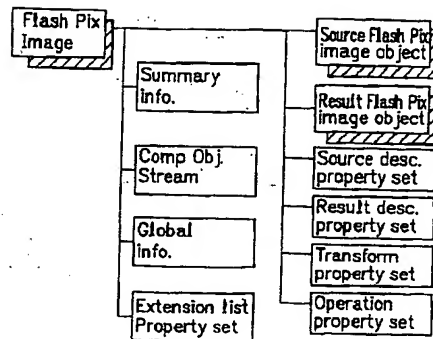 Flash Pix
Image
Summary
info.
Comp Obj.
Stream
Global
info.
Extension list
Property set
Source Flash Pix
image object
Result Flash Pix
image object
Source desc.
property set
Result desc.
property set
Transform
property set
Operation
property set